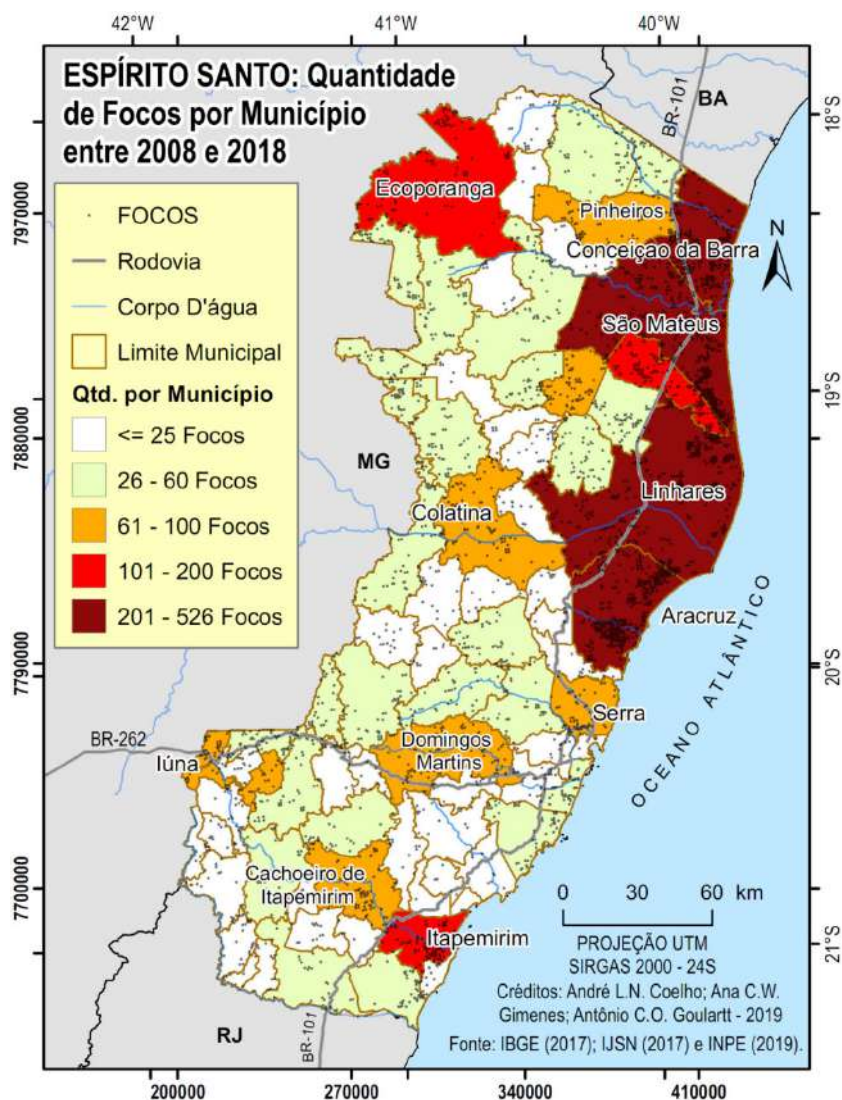 42°W
41°W
40°W
ESPÍRITO SANTO: Quantidade
de Focos por Município
entre 2008 e 2018
BA
BR-101
18°S
7970000
Ecoporanga
Pinheiros
Conceiçao da Barra
N
FOCOS
Rodovia
Corpo D'água
Limite Municipal
São Mateus
Qtd. por Município
<= 25 Focos
26 - 60 Focos
61 - 100 Focos
101 - 200 Focos
201 - 526 Focos
19°S
7880000
MG
Colatina
Linhares
Aracruz
OCEANO ATLÂNTICO
7790000
20°S
Serra
BR-262
Iúna
Domingos
Martins
7700000
Cachoeiro de
Itapemirim
Itapemirim
0 30 60 km
21°S
PROJEÇÃO UTM
SIRGAS 2000 - 24S
Créditos: André L.N. Coelho; Ana C.W.
Gimenes; Antônio C.O. Goulartt - 2019
Fonte: IBGE (2017); IJSN (2017) e INPE (2019).
RJ
BR-101
200000
270000
340000
410000